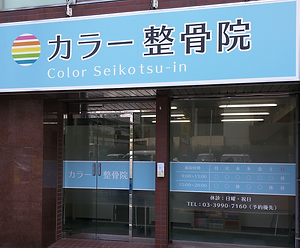 カラー整骨院
Color Seikotsu-in
カラー 整骨院
休診：日曜・祝日
TEL：03-3990-7160（予約優先）